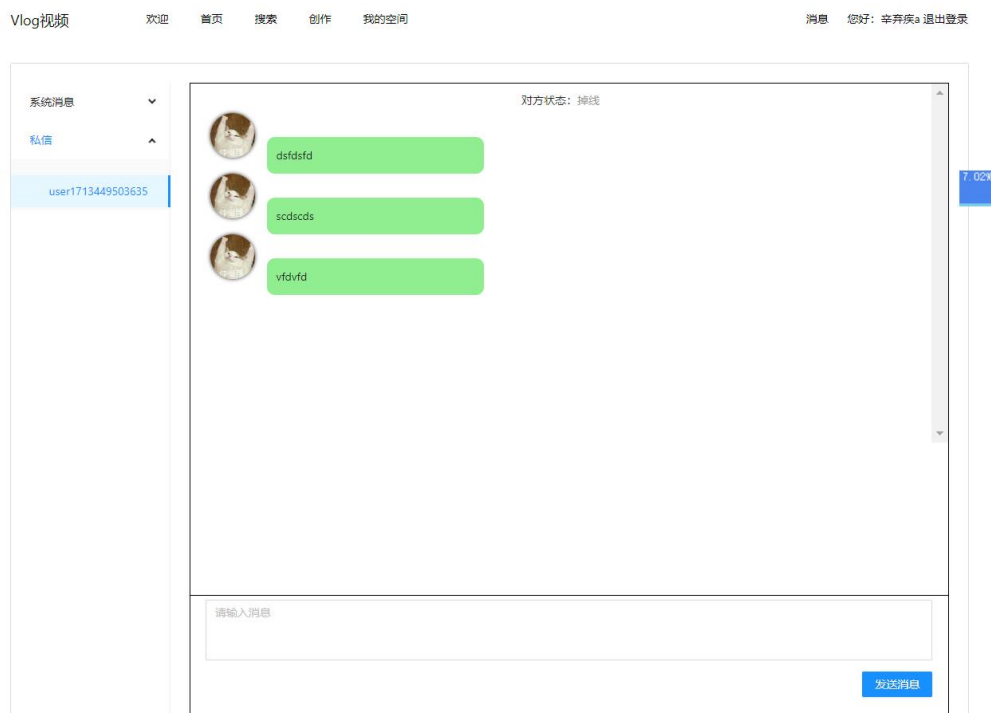 Vlog视频 欢迎 首页 搜索 创作 我的空间 消息 您好：辛弃疾a 退出登录
系统消息
私信
user1713449503635
对方状态：掉线
dsfdsfd
scdscds
vfdvfd
7.02%
请输入消息
发送消息